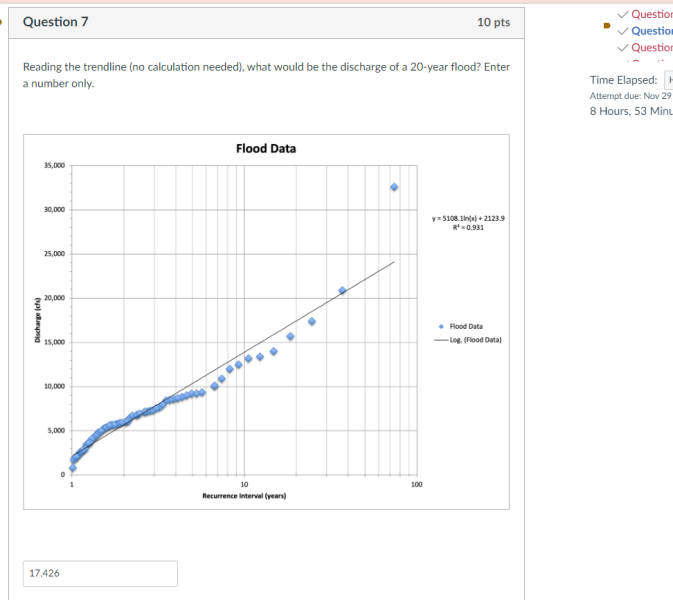 Question 7
10 pts
Reading the trendline (no calculation needed), what would be the discharge of a 20-year flood? Enter
a number only.
Flood Data
35,000
30,000
25,000
20,000
15,000
10,000
5,000
0
Discharge (cfs)
1
10
100
Recurrence Interval (years)
y = 5108.1ln(x) + 2123.9
R² = 0.931
Flood Data
Log. (Flood Data)
17,426
Question
Question
Question
Time Elapsed:
Attempt due: Nov 29
8 Hours, 53 Minu